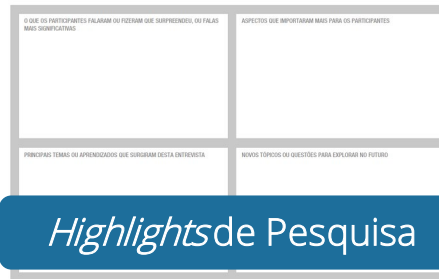 O QUE OS PARTICIPANTES FALARAM OU FIZERAM QUE SURPREENDEU, OU FALAS
MAIS SIGNIFICATIVAS
ASPECTOS QUE IMPORTARAM MAIS PARA OS PARTICIPANTES
PRINCIPAIS TEMAS OU APRENDIZADOS QUE SURGIRAM DESTA ENTREVISTA
NOVOS TÓPICOS OU QUESTÕES PARA EXPLORAR NO FUTURO
Highlights de Pesquisa